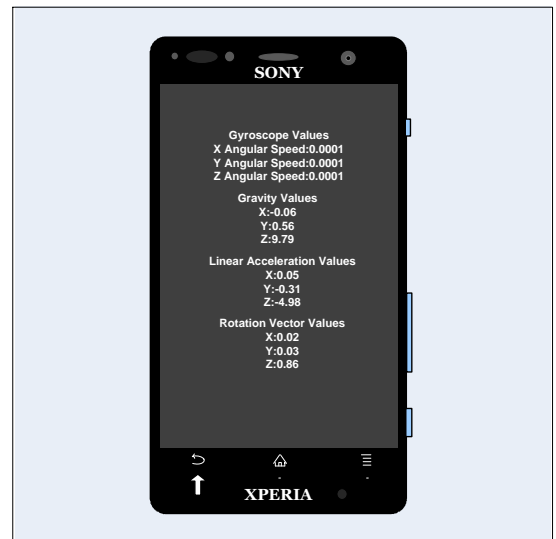 SONY
Gyroscope Values
X Angular Speed:0.0001
Y Angular Speed:0.0001
Z Angular Speed:0.0001
Gravity Values
X:-0.06
Y:0.56
Z:9.79
Linear Acceleration Values
X:0.05
Y:-0.31
Z:-4.98
Rotation Vector Values
X:0.02
Y:0.03
Z:0.86
XPERIA